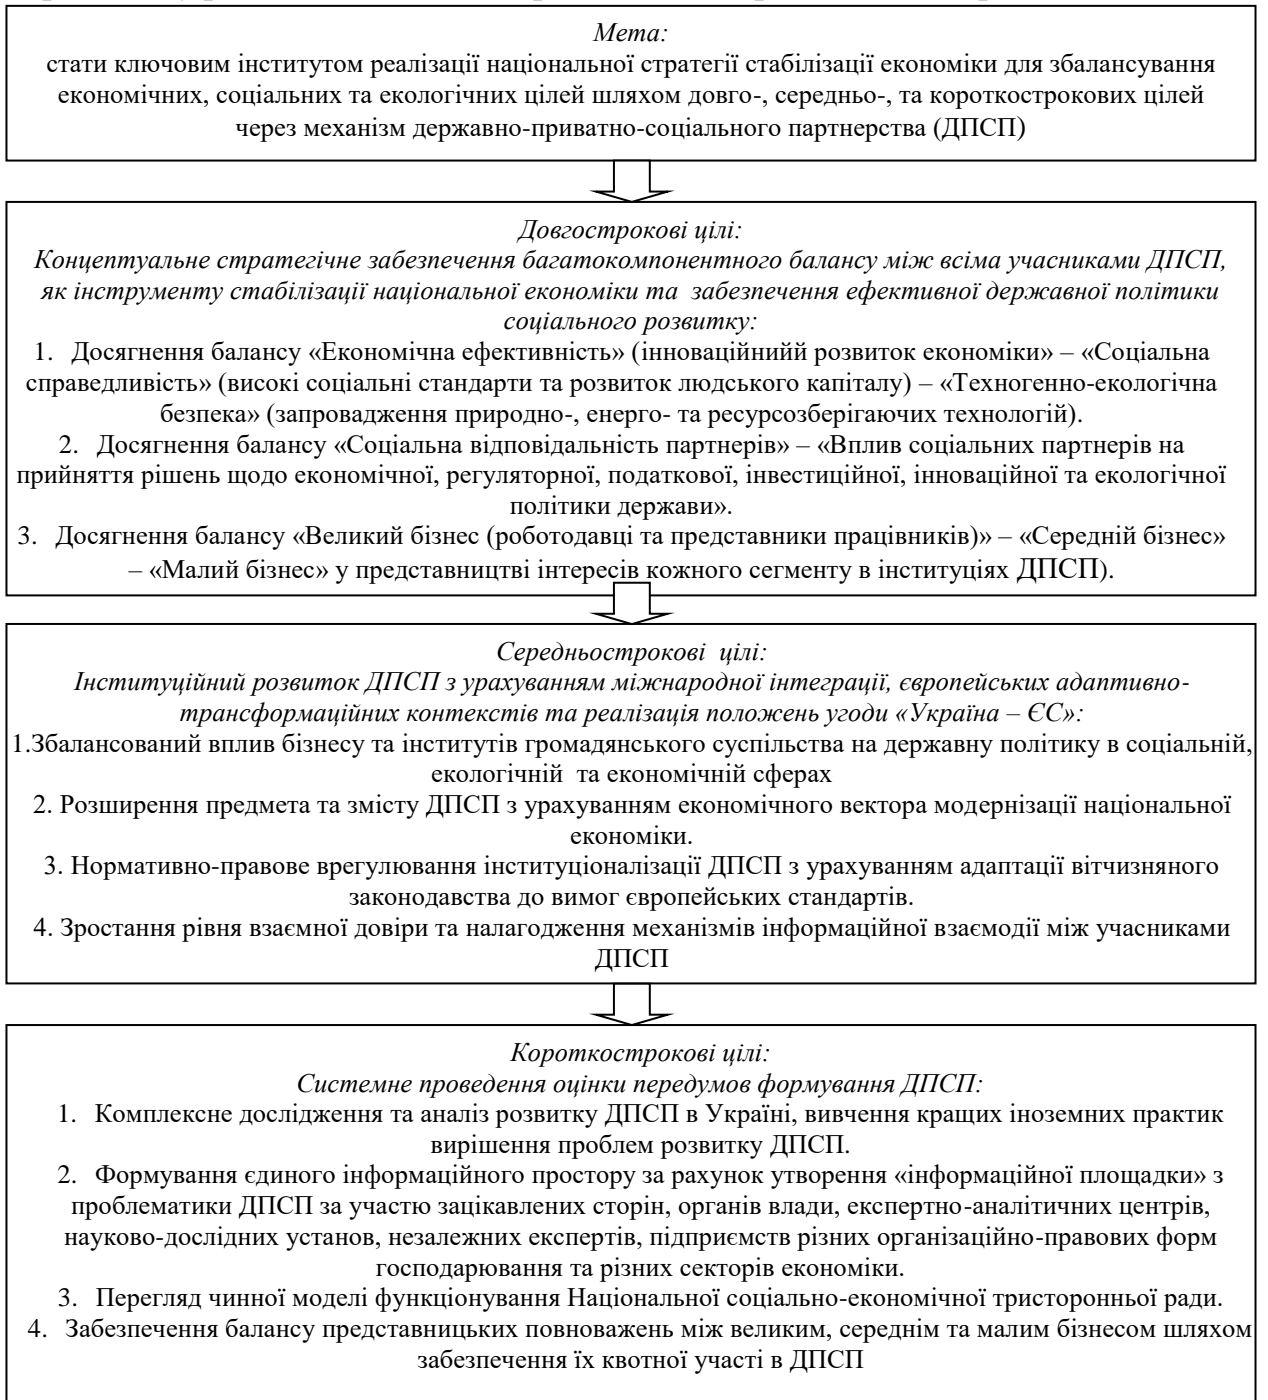 Мета:
стати ключовим інститутом реалізації національної стратегії стабілізації економіки для збалансування
економічних, соціальних та екологічних цілей шляхом довго-, середньо-, та короткострокових цілей
через механізм державно-приватно-соціального партнерства (ДПСП)
Довгострокові цілі:
Концептуальне стратегічне забезпечення багатокомпонентного балансу між всіма учасниками ДПСП,
як інструменту стабілізації національної економіки та забезпечення ефективної державної політики
соціального розвитку:
1. Досягнення балансу «Економічна ефективність» (інноваційнийй розвиток економіки» – «Соціальна
справедливість» (високі соціальні стандарти та розвиток людського капіталу) – «Техногенно-екологічна
безпека» (запровадження природно-, енерго- та ресурсозберігаючих технологій).
2. Досягнення балансу «Соціальна відповідальність партнерів» – «Вплив соціальних партнерів на
прийняття рішень щодо економічної, регуляторної, податкової, інвестиційної, інноваційної та екологічної
політики держави».
3. Досягнення балансу «Великий бізнес (роботодавці та представники працівників)» – «Середній бізнес»
– «Малий бізнес» у представництві інтересів кожного сегменту в інституціях ДПСП).
Середньострокові цілі:
Інституційний розвиток ДПСП з урахуванням міжнародної інтеграції, європейських адаптивно-
трансформаційних контекстів та реалізація положень угоди «Україна – ЄС»:
1.Збалансований вплив бізнесу та інститутів громадянського суспільства на державну політику в соціальній,
екологічній та економічній сферах
2. Розширення предмета та змісту ДПСП з урахуванням економічного вектора модернізації національної
економіки.
3. Нормативно-правове врегулювання інституціоналізації ДПСП з урахуванням адаптації вітчизняного
законодавства до вимог європейських стандартів.
4. Зростання рівня взаємної довіри та налагодження механізмів інформаційної взаємодії між учасниками
ДПСП
Короткострокові цілі:
Системне проведення оцінки передумов формування ДПСП:
1. Комплексне дослідження та аналіз розвитку ДПСП в Україні, вивчення кращих іноземних практик
вирішення проблем розвитку ДПСП.
2. Формування єдиного інформаційного простору за рахунок утворення «інформаційної площадки» з
проблематики ДПСП за участю зацікавлених сторін, органів влади, експертно-аналітичних центрів,
науково-дослідних установ, незалежних експертів, підприємств різних організаційно-правових форм
господарювання та різних секторів економіки.
3. Перегляд чинної моделі функціонування Національної соціально-економічної тристоронньої ради.
4. Забезпечення балансу представницьких повноважень між великим, середнім та малим бізнесом шляхом
забезпечення їх квотної участі в ДПСП